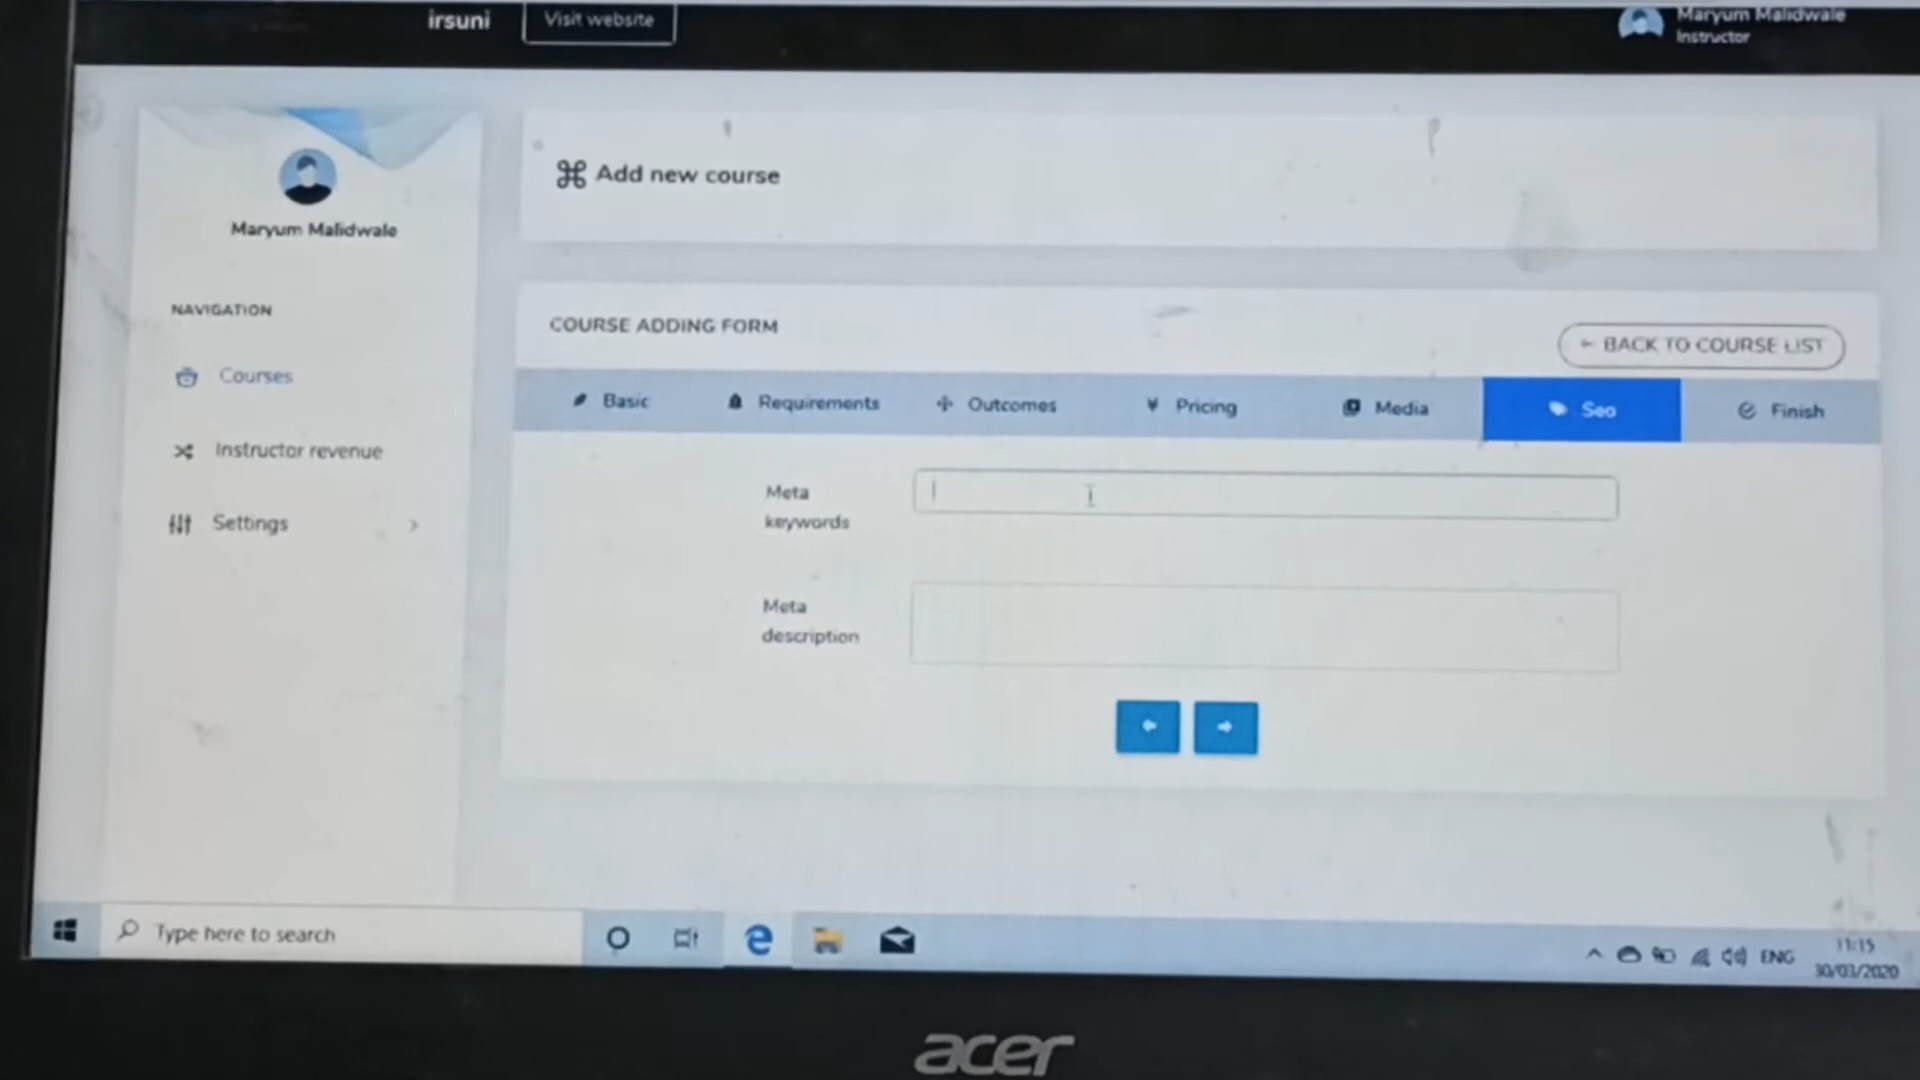 irsuni
Visit website
Maryum Malidwale
Instructor
Add new course
Maryum Malidwale
NAVIGATION
Courses
Instructor revenue
Settings
COURSE ADDING FORM
← BACK TO COURSE LIST
Basic
Requirements
Outcomes
Pricing
Media
Seo
Finish
Meta
keywords
Meta
description
Type here to search
ENG
11:15
30/03/2020
acer